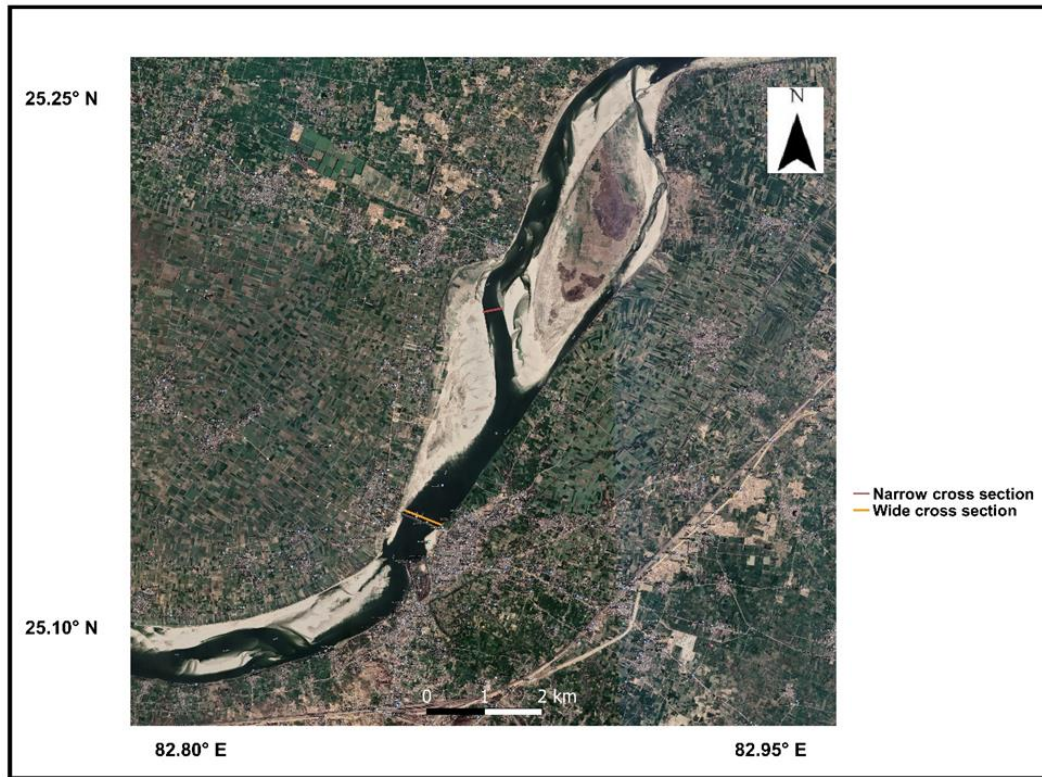 25.25° N
N
Narrow cross section
Wide cross section
25.10° N
0 1 2 km
82.80° E 82.95° E